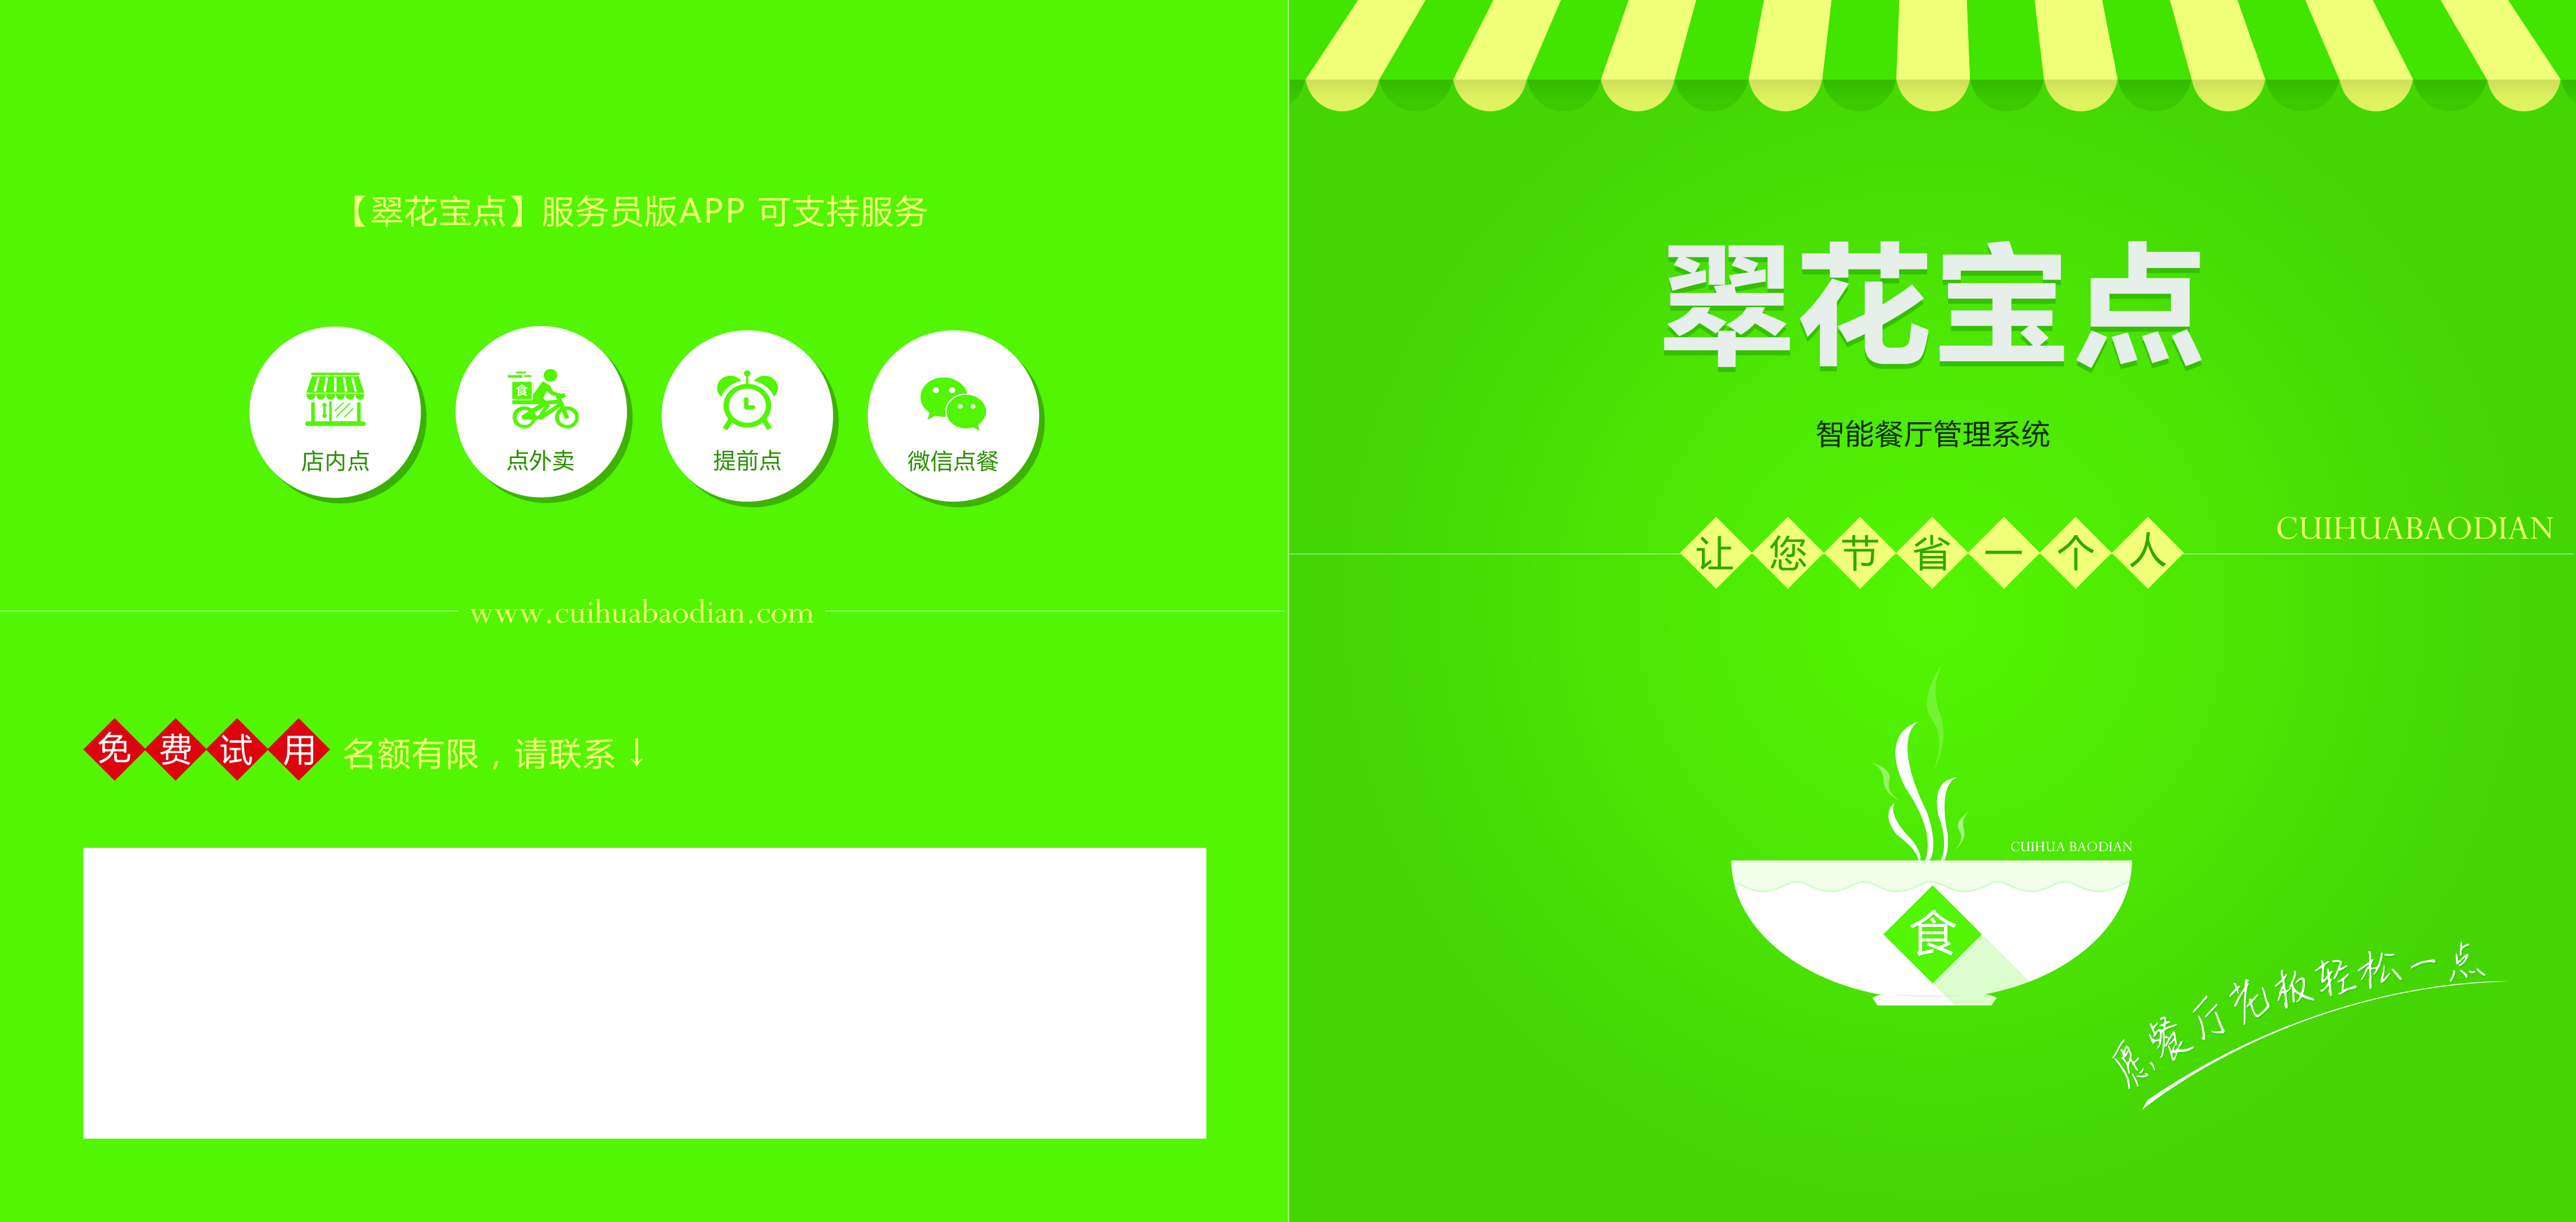 【翠花宝点】服务员版APP 可支持服务
食
店内点
点外卖
提前点
微信点餐
www.cuihuabaodian.com
免费试用 名额有限，请联系↓
翠花宝点
智能餐厅管理系统
CUIHUABAODIAN
让您节省一个人
CUIHUA BAODIAN
食
愿餐厅老板轻松一点